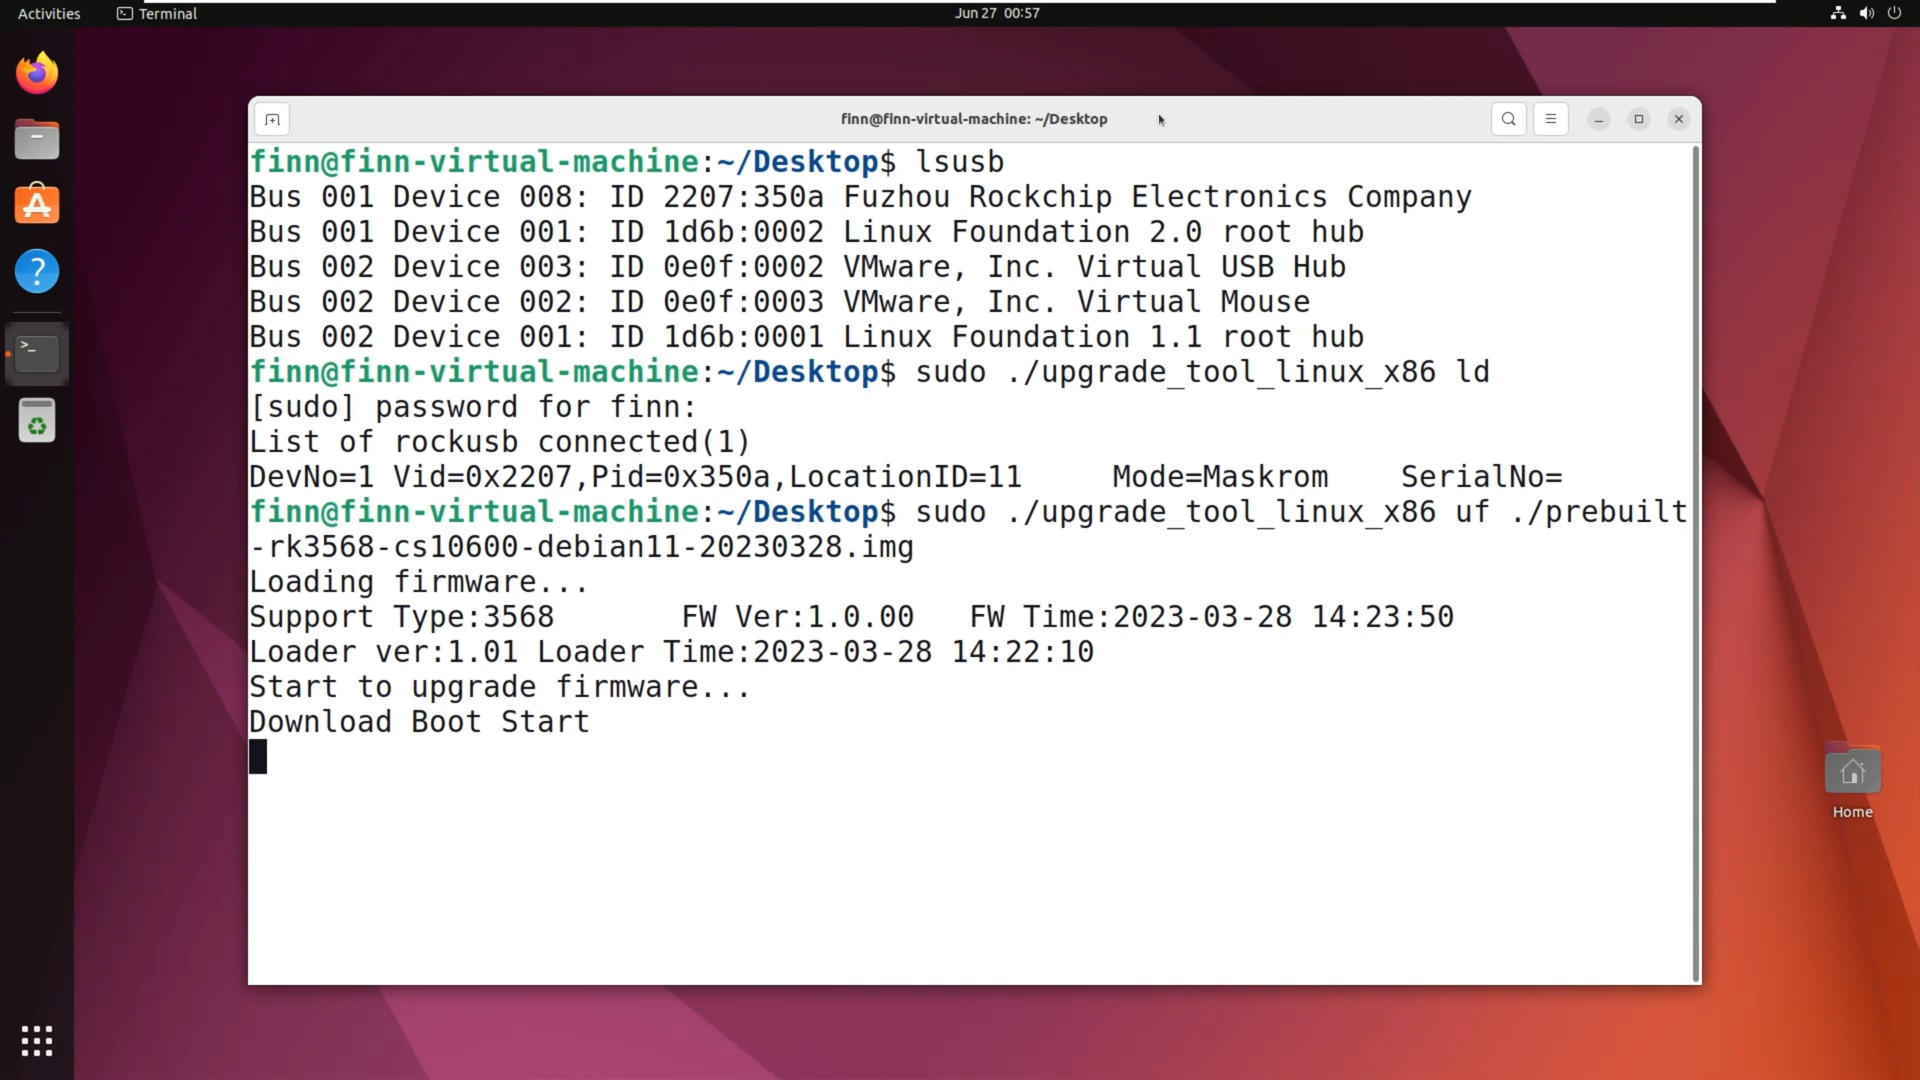 Activities Terminal Jun 27 00:57
finn@finn-virtual-machine: ~/Desktop
finn@finn-virtual-machine:~/Desktop$ lsusb
Bus 001 Device 008: ID 2207:350a Fuzhou Rockchip Electronics Company
Bus 001 Device 001: ID 1d6b:0002 Linux Foundation 2.0 root hub
Bus 002 Device 003: ID 0e0f:0002 VMware, Inc. Virtual USB Hub
Bus 002 Device 002: ID 0e0f:0003 VMware, Inc. Virtual Mouse
Bus 002 Device 001: ID 1d6b:0001 Linux Foundation 1.1 root hub
finn@finn-virtual-machine:~/Desktop$ sudo ./upgrade_tool_linux_x86 ld
[sudo] password for finn:
List of rockusb connected(1)
DevNo=1 Vid=0x2207,Pid=0x350a,LocationID=11     Mode=Maskrom    SerialNo=
finn@finn-virtual-machine:~/Desktop$ sudo ./upgrade_tool_linux_x86 uf ./prebuilt
-rk3568-cs10600-debian11-20230328.img
Loading firmware...
Support Type:3568       FW Ver:1.0.00   FW Time:2023-03-28 14:23:50
Loader ver:1.01 Loader Time:2023-03-28 14:22:10
Start to upgrade firmware...
Download Boot Start
Home